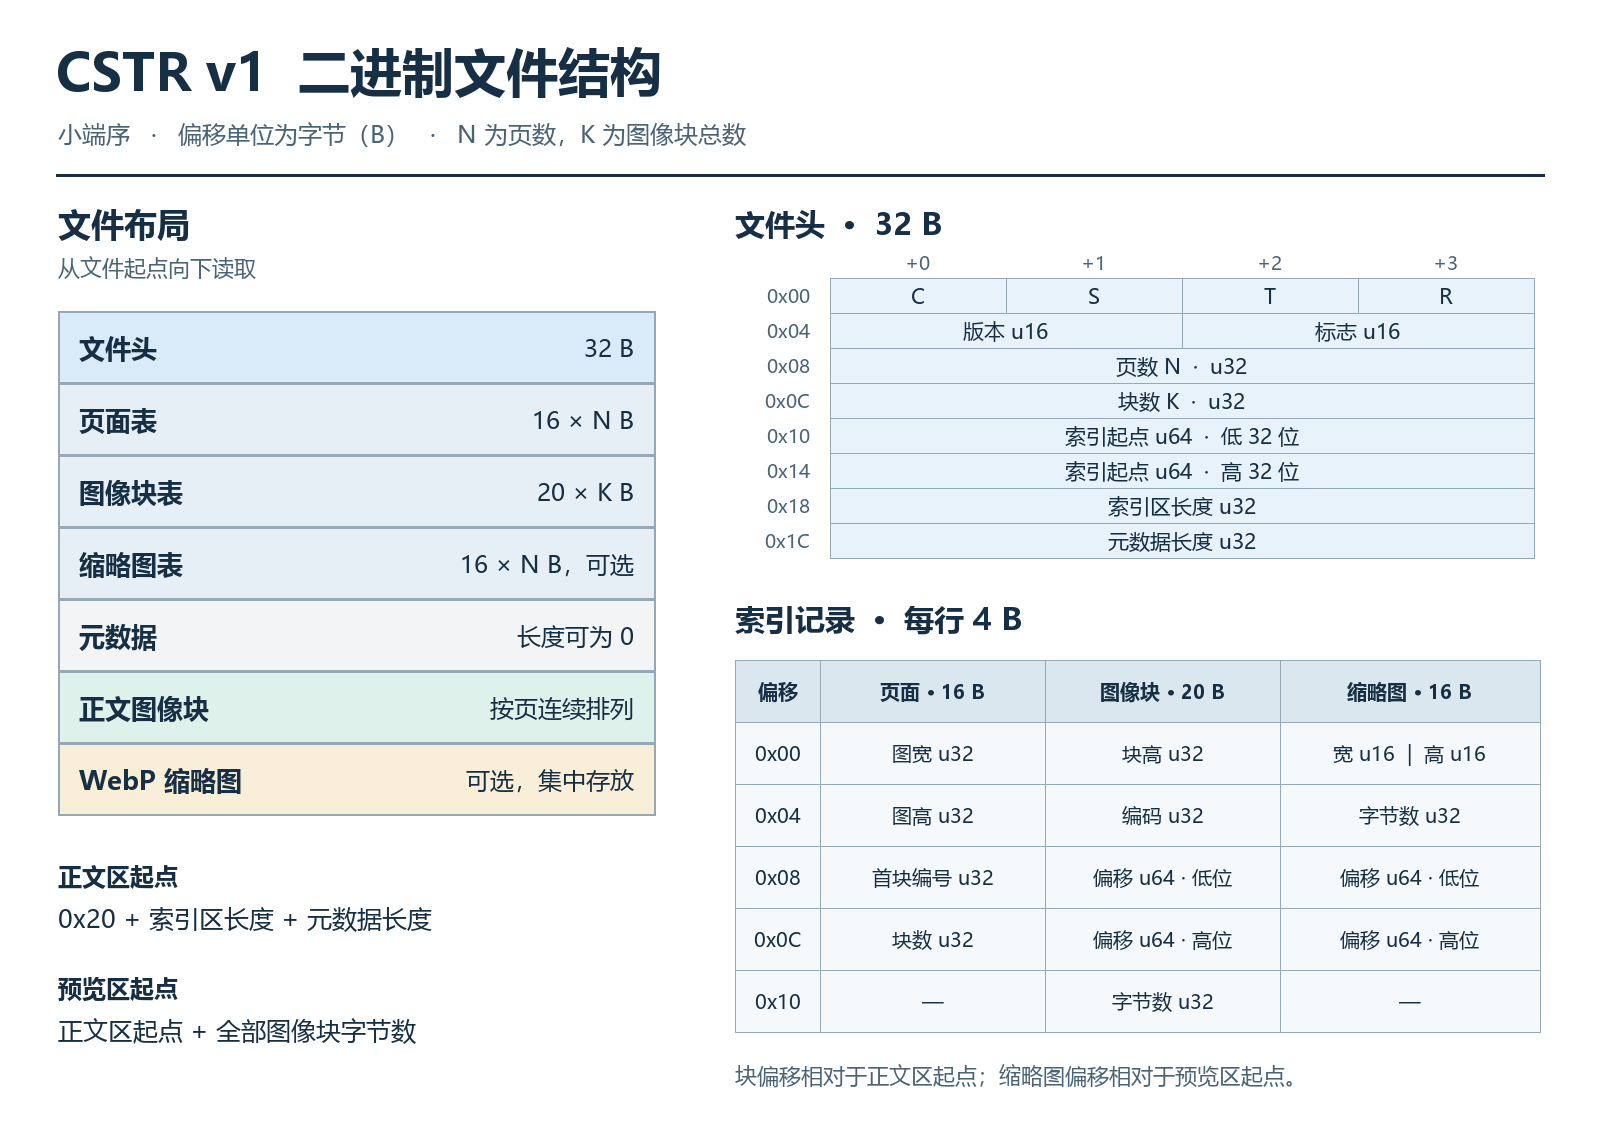 CSTR v1 二进制文件结构
小端序 · 偏移单位为字节（B） · N 为页数，K 为图像块总数
文件布局
从文件起点向下读取
文件头 32 B
页面表 16 × N B
图像块表 20 × K B
缩略图表 16 × N B，可选
元数据 长度可为 0
正文图像块 按页连续排列
WebP 缩略图 可选，集中存放
正文区起点
0x20 + 索引区长度 + 元数据长度
预览区起点
正文区起点 + 全部图像块字节数
文件头 • 32 B
+0 +1 +2 +3
0x00 C S T R
0x04 版本 u16 标志 u16
0x08 页数 N · u32
0x0C 块数 K · u32
0x10 索引起点 u64 · 低 32 位
0x14 索引起点 u64 · 高 32 位
0x18 索引区长度 u32
0x1C 元数据长度 u32
索引记录 • 每行 4 B
偏移 页面 • 16 B 图像块 • 20 B 缩略图 • 16 B
0x00 图宽 u32 块高 u32 宽 u16 | 高 u16
0x04 图高 u32 编码 u32 字节数 u32
0x08 首块编号 u32 偏移 u64 · 低位 偏移 u64 · 低位
0x0C 块数 u32 偏移 u64 · 高位 偏移 u64 · 高位
0x10 — 字节数 u32 —
块偏移相对于正文区起点；缩略图偏移相对于预览区起点。